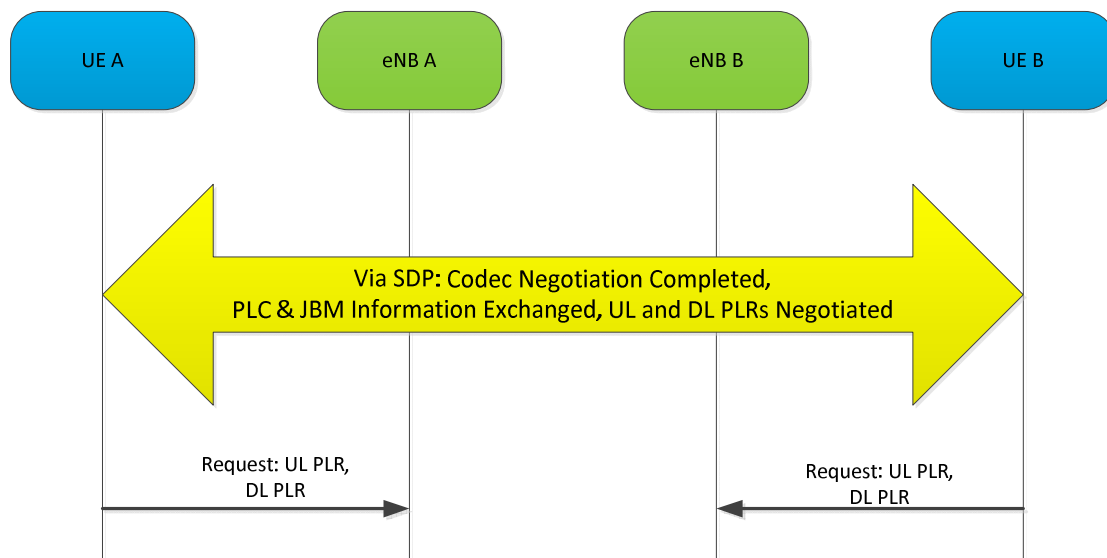 UE A
eNB A
eNB B
UE B
Via SDP: Codec Negotiation Completed,
PLC & JBM Information Exchanged, UL and DL PLRs Negotiated
Request: UL PLR,
DL PLR
Request: UL PLR,
DL PLR